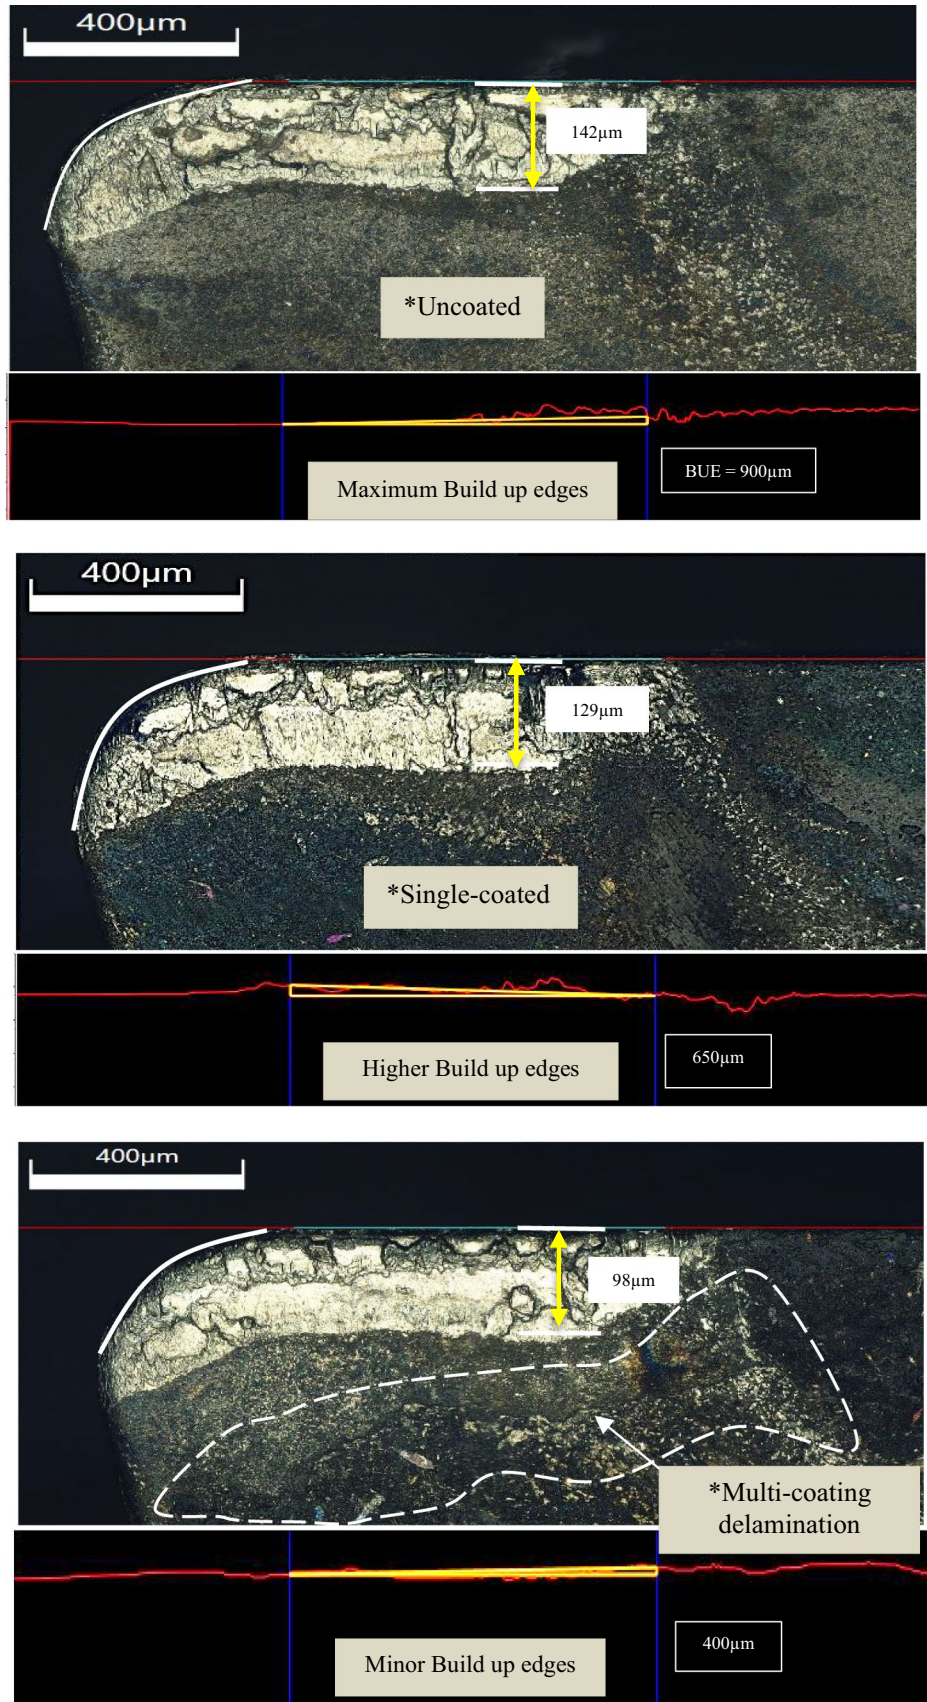 400µm
142µm
*Uncoated
Maximum Build up edges
BUE = 900µm
400µm
129µm
*Single-coated
Higher Build up edges
650µm
400µm
98µm
*Multi-coating
delamination
Minor Build up edges
400µm